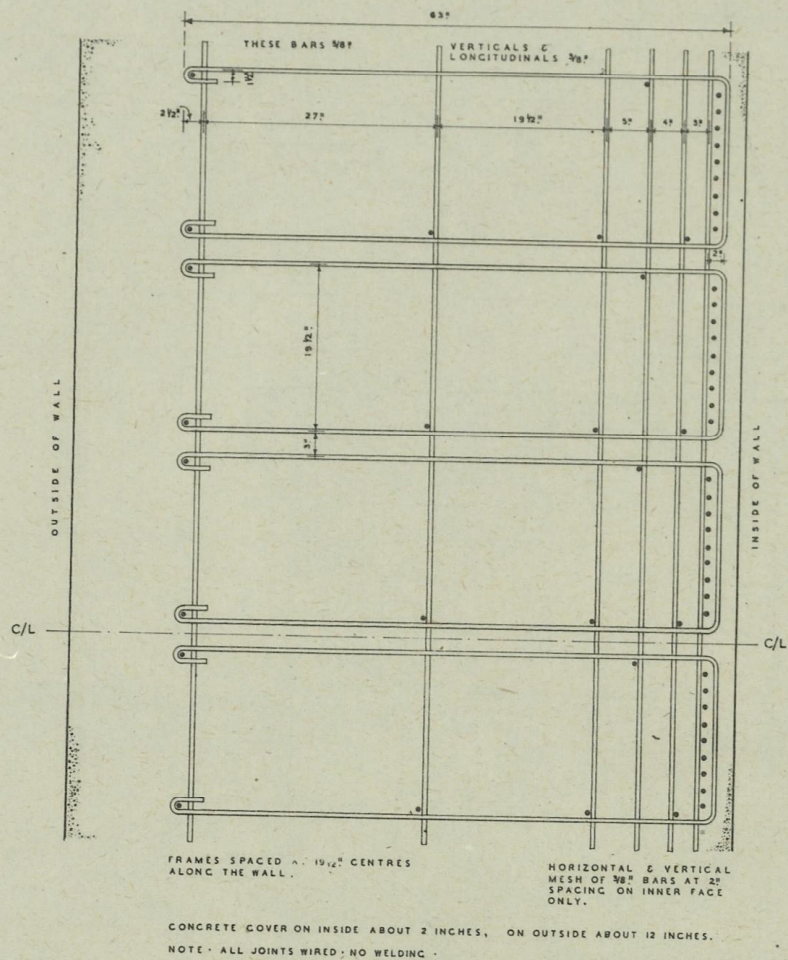 63"
THESE BARS 5/8"
VERTICALS &
LONGITUDINALS 3/8"
1½"
2½"
27"
19½"
5"
4"
3"
2"
19½"
3"
OUTSIDE OF WALL
INSIDE OF WALL
C/L
C/L
FRAMES SPACED 19½" CENTRES
ALONG THE WALL.
HORIZONTAL & VERTICAL
MESH OF 3/8" BARS AT 2"
SPACING ON INNER FACE
ONLY.
CONCRETE COVER ON INSIDE ABOUT 2 INCHES, ON OUTSIDE ABOUT 12 INCHES.
NOTE · ALL JOINTS WIRED · NO WELDING ·